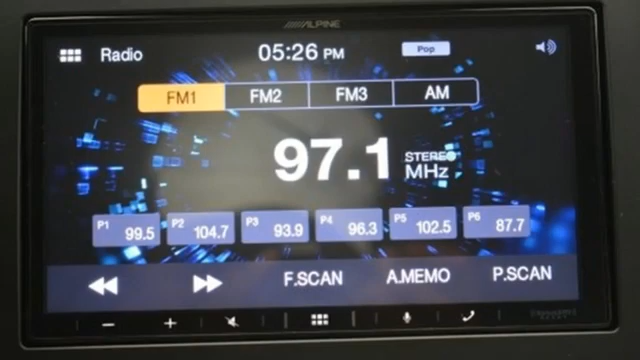 ALPINE
Radio 05:26 PM Pop
FM1 FM2 FM3 AM
97.1 STEREO MHz
P1 99.5 P2 104.7 P3 93.9 P4 96.3 P5 102.5 P6 87.7
F.SCAN A.MEMO P.SCAN